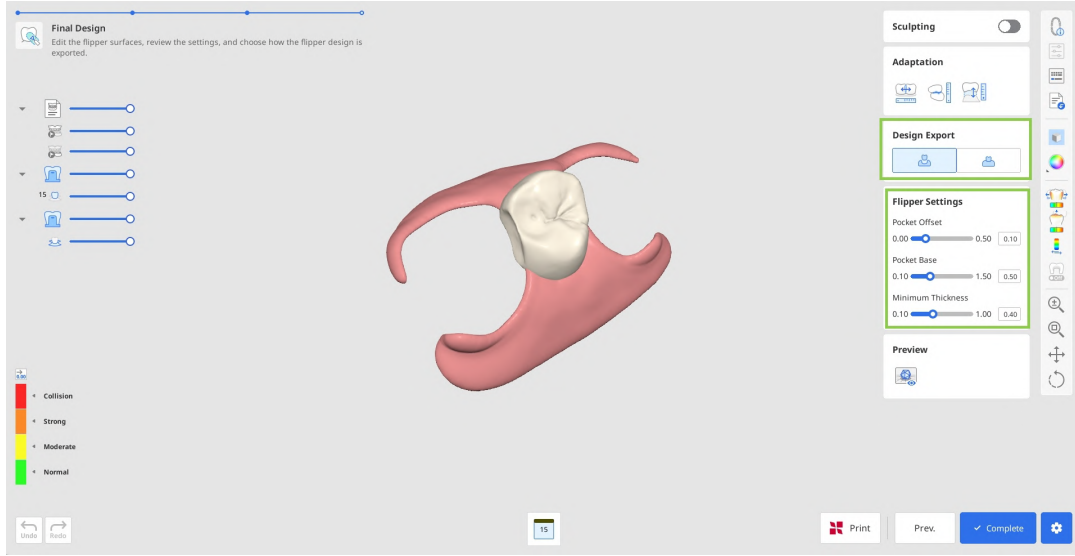 Final Design
Edit the flipper surfaces, review the settings, and choose how the flipper design is
exported.
15
0.00
Collision
Strong
Moderate
Normal
Undo
Redo
15
Sculpting
Adaptation
Design Export
Flipper Settings
Pocket Offset
0.00 0.50 0.10
Pocket Base
0.10 1.50 0.50
Minimum Thickness
0.10 1.00 0.40
Preview
Print
Prev.
Complete